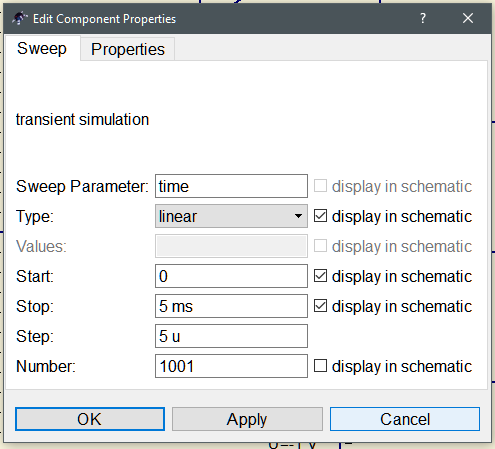 Edit Component Properties
Sweep Properties
transient simulation
Sweep Parameter: time display in schematic
Type: linear display in schematic
Values: display in schematic
Start: 0 display in schematic
Stop: 5 ms display in schematic
Step: 5 u
Number: 1001 display in schematic
OK Apply Cancel